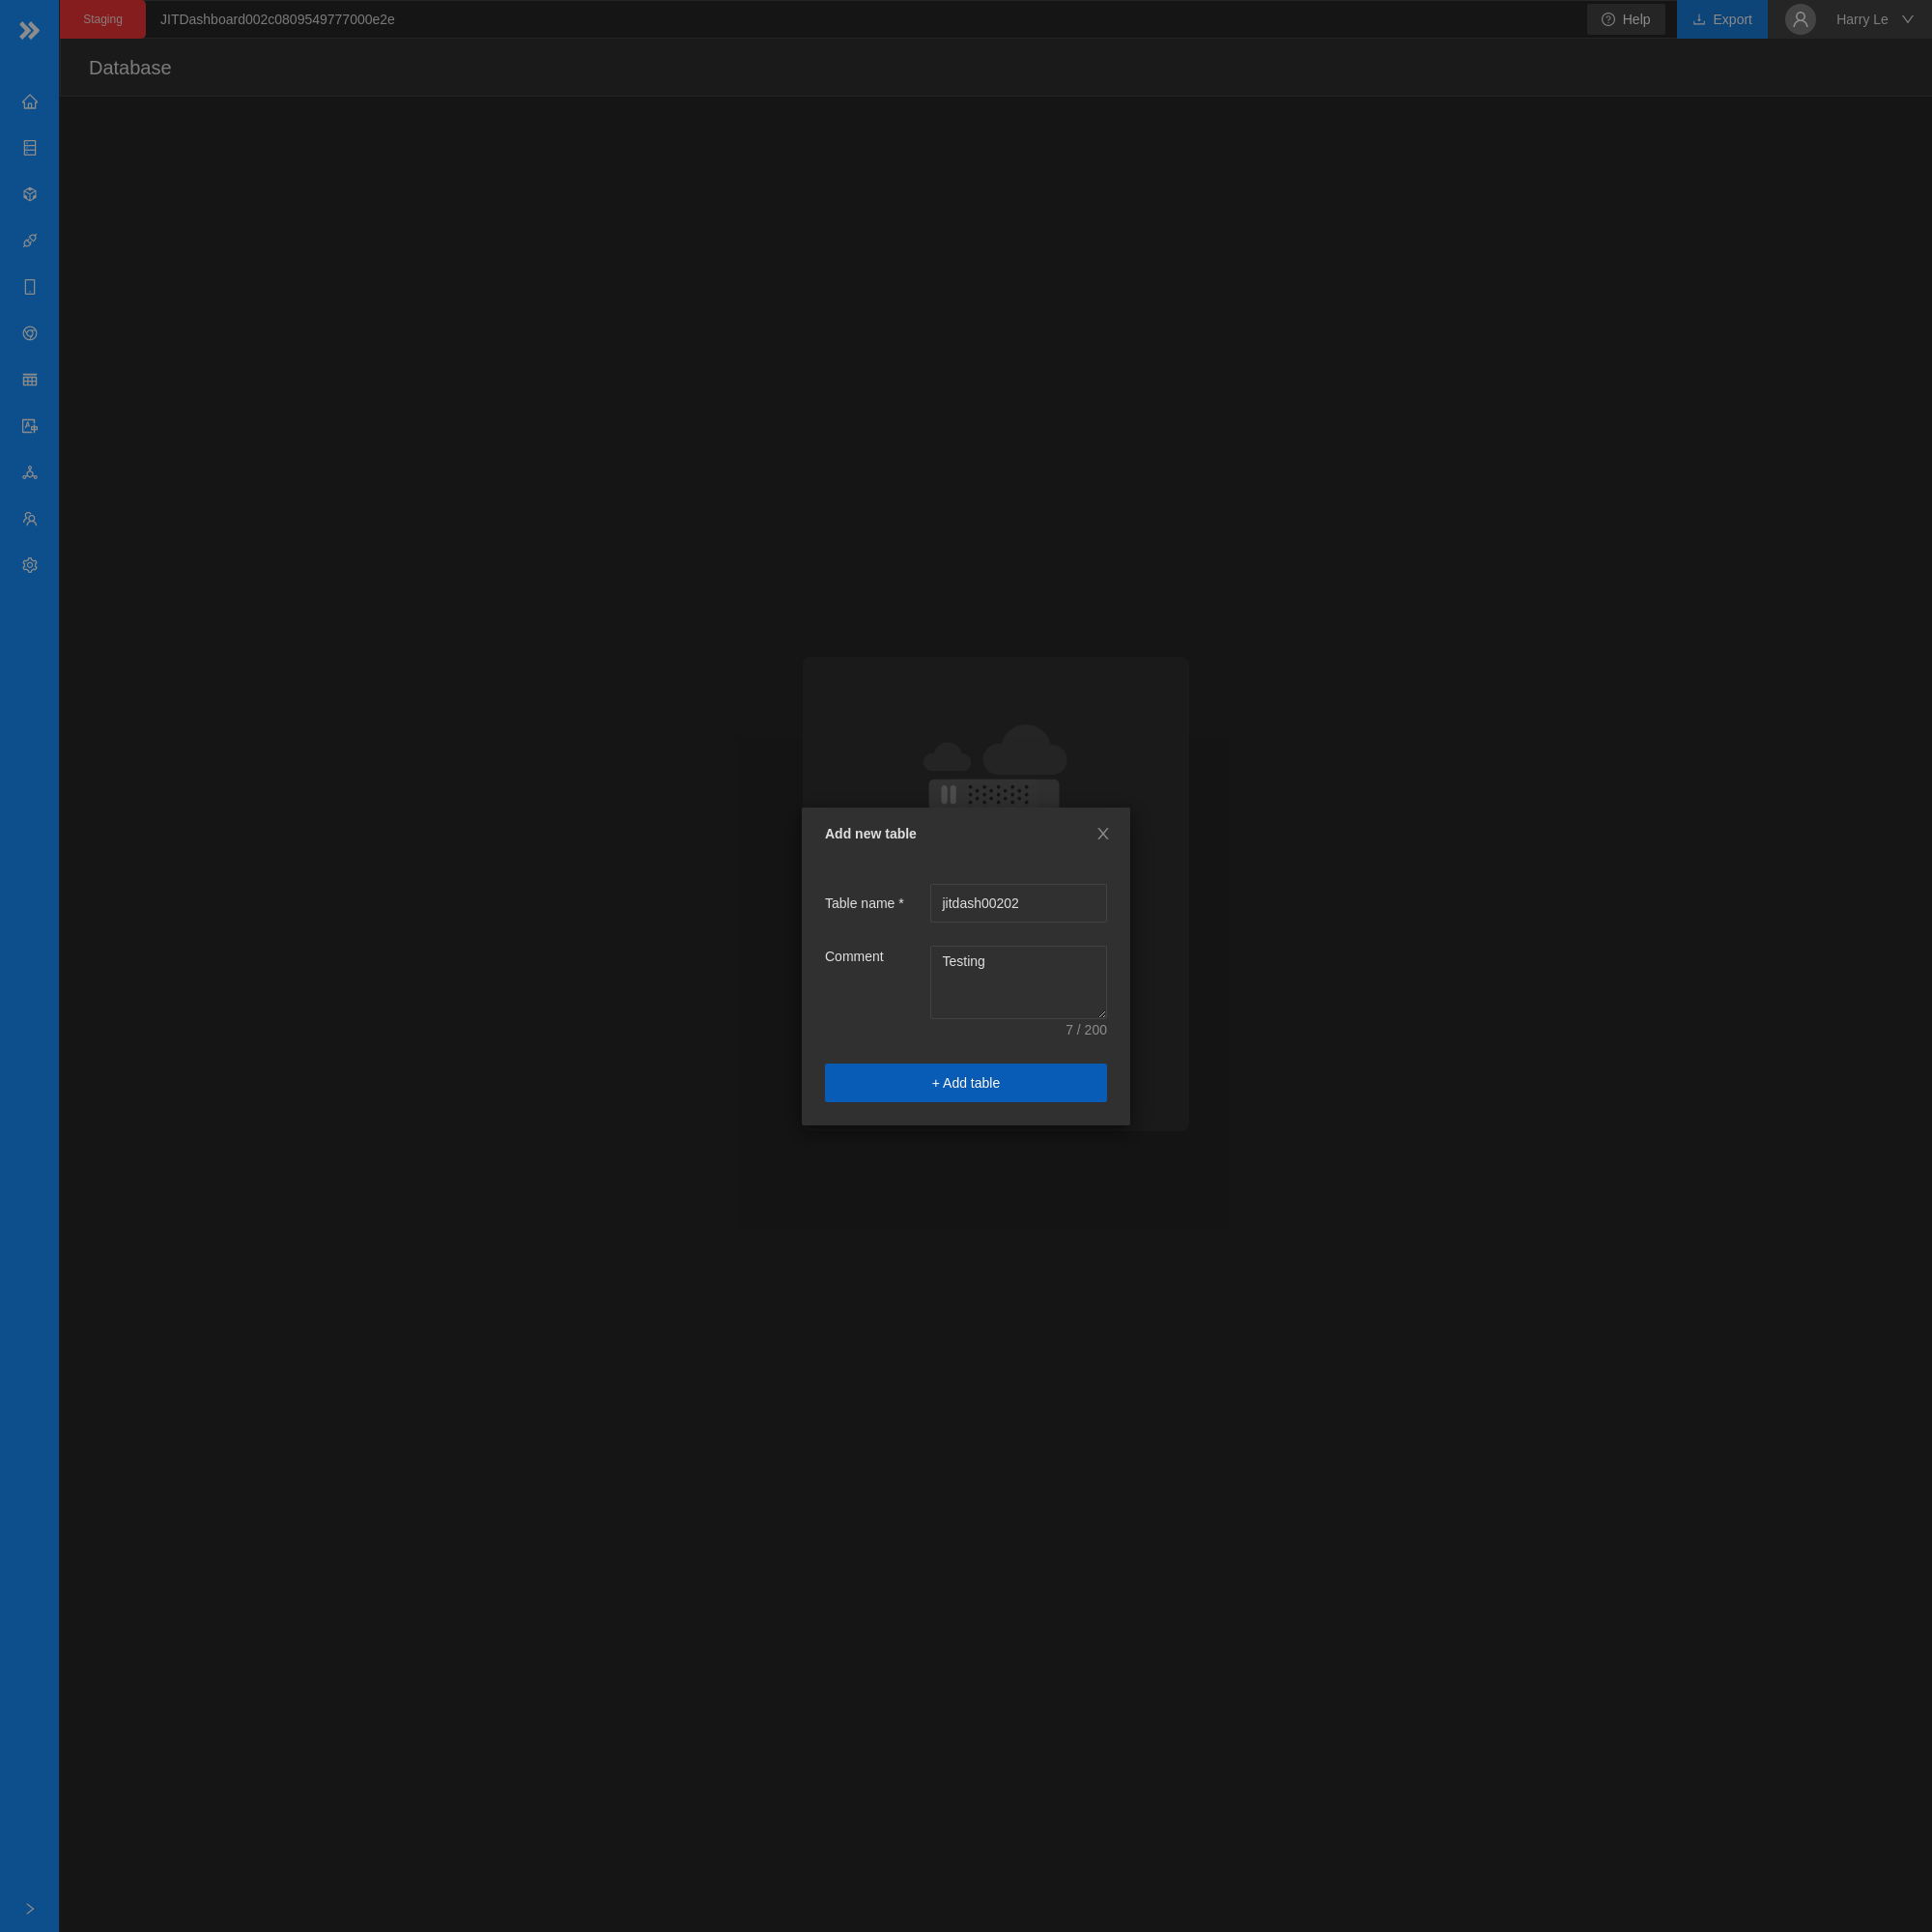 Staging
JITDashboard002c0809549777000e2e
Help
Export
Harry Le
Database
Add new table
Table name *
jitdash00202
Comment
Testing
7 / 200
+ Add table